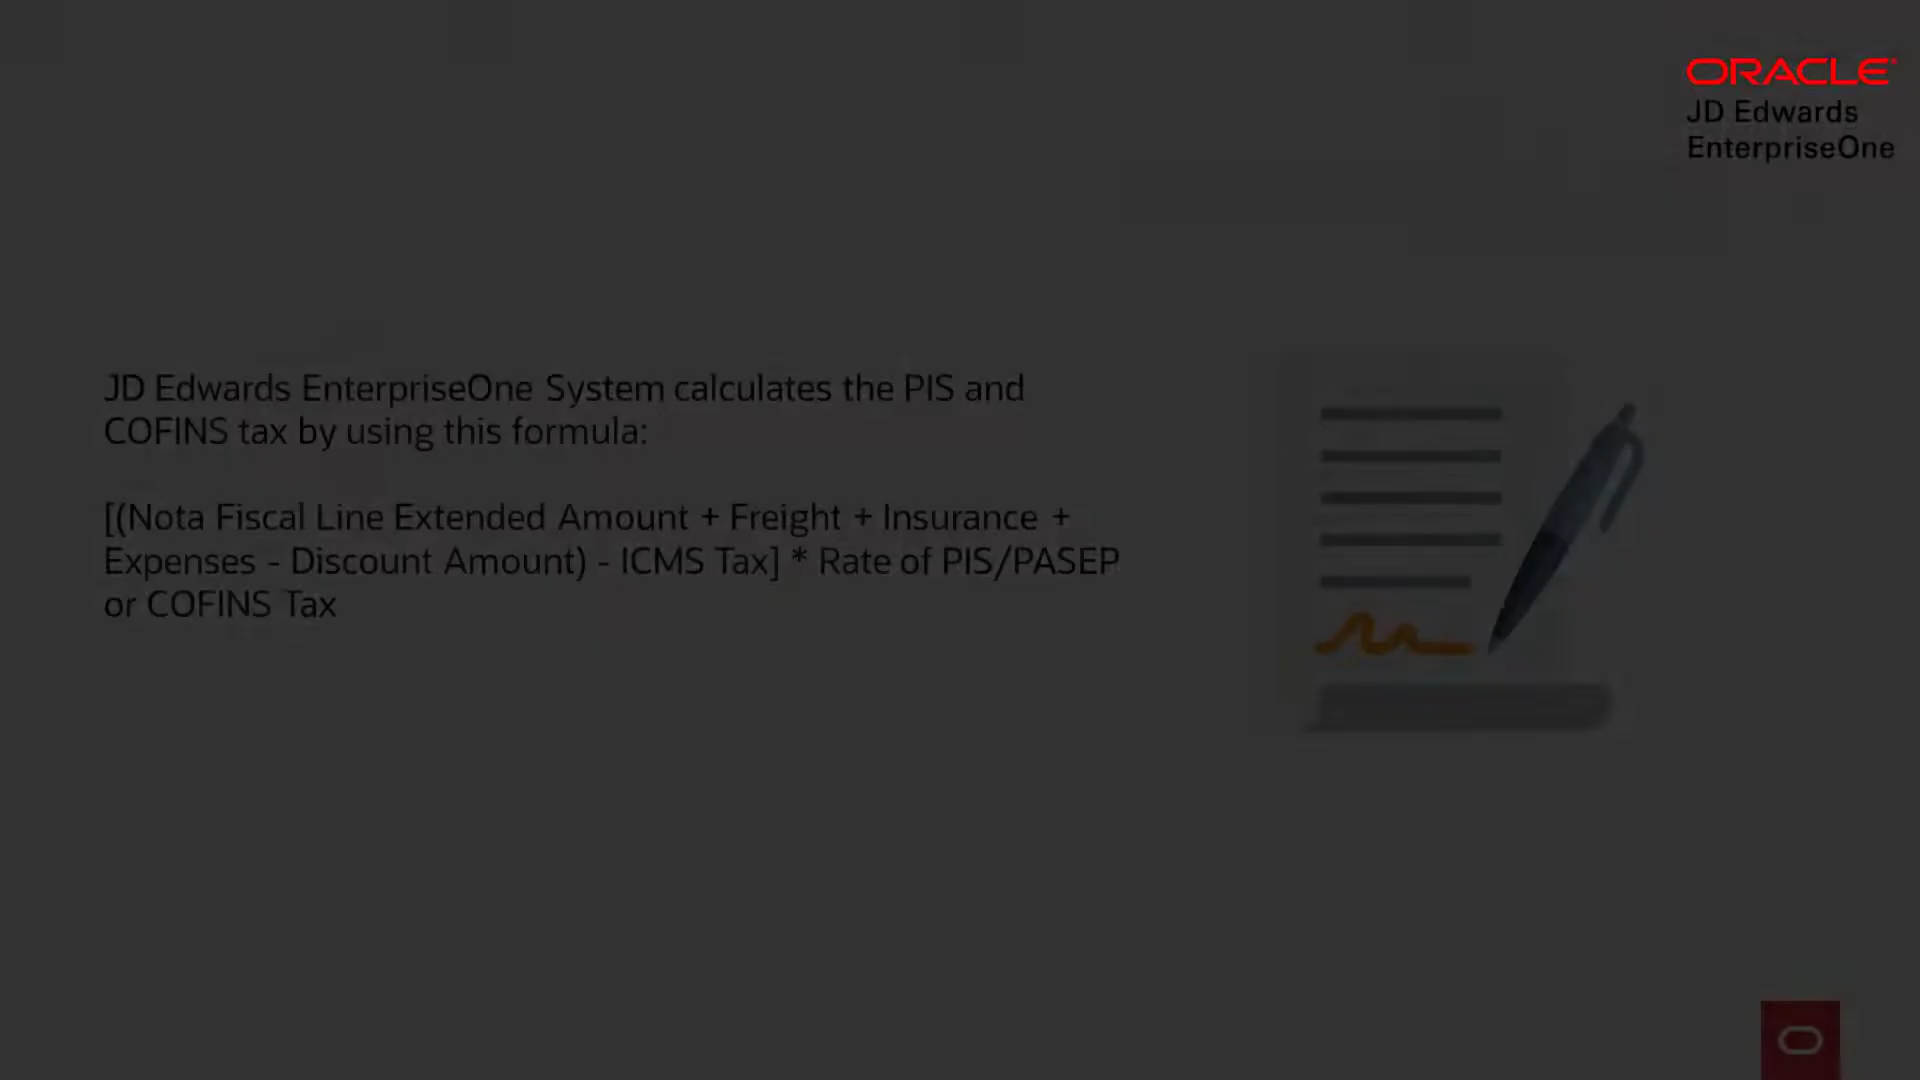 ORACLE
JD Edwards
EnterpriseOne
JD Edwards EnterpriseOne System calculates the PIS and
COFINS tax by using this formula:
[(Nota Fiscal Line Extended Amount + Freight + Insurance +
Expenses - Discount Amount) - ICMS Tax] * Rate of PIS/PASEP
or COFINS Tax